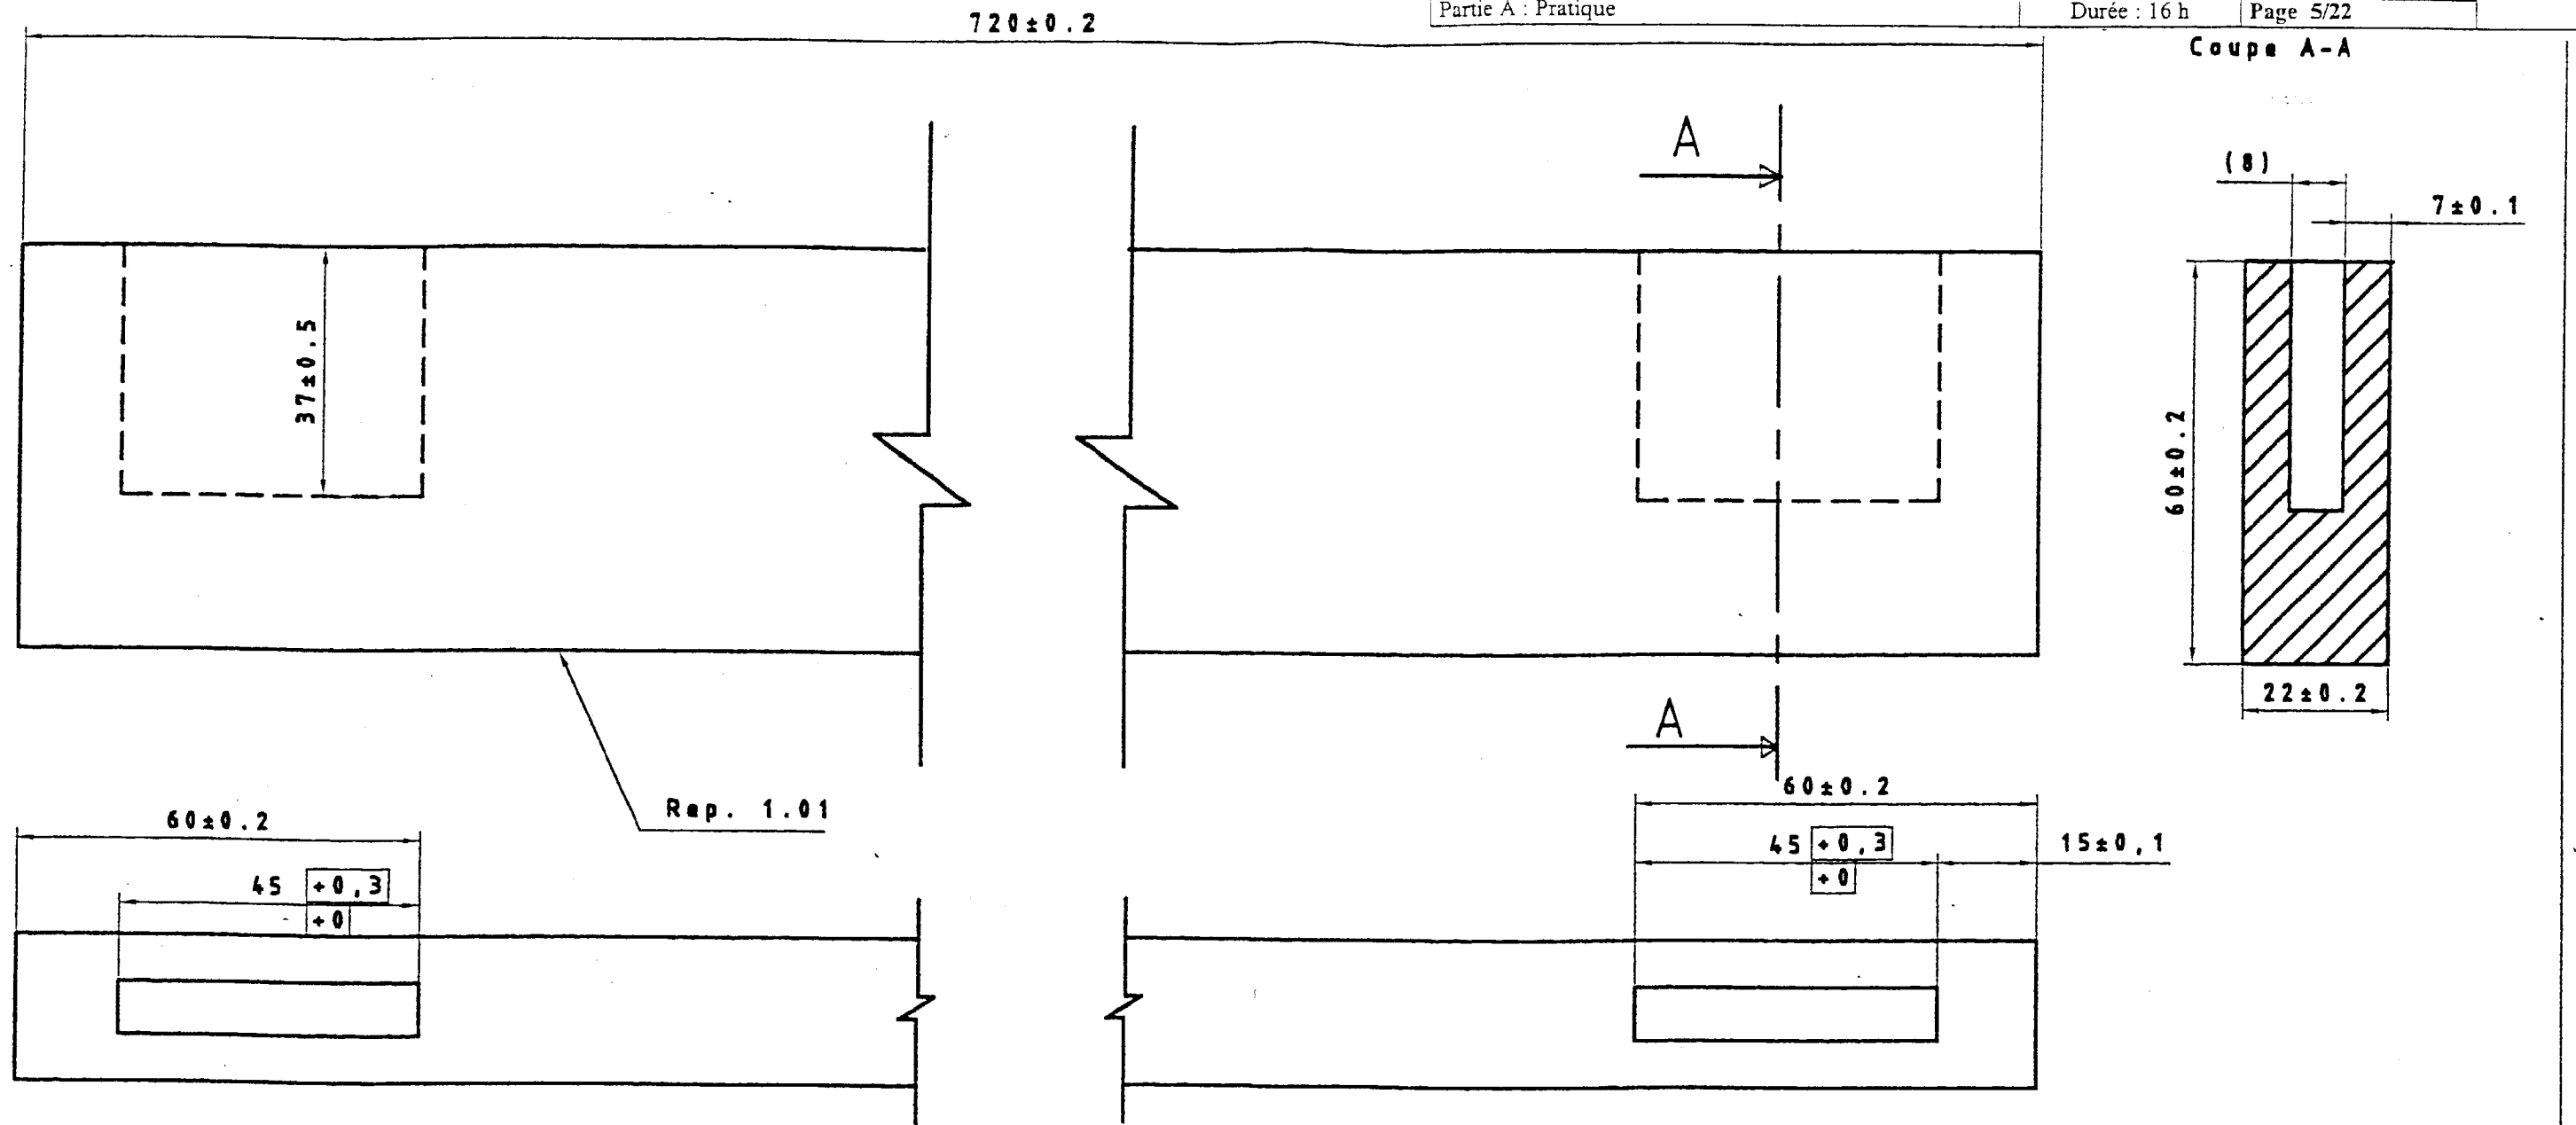 Partie A : Pratique
Durée : 16 h
Page 5/22
720±0.2
Coupe A-A
A
(8)
7±0.1
37±0.5
60±0.2
22±0.2
A
Rep. 1.01
60±0.2
60±0.2
45 +0,3
+0
15±0,1
45 +0,3
+0